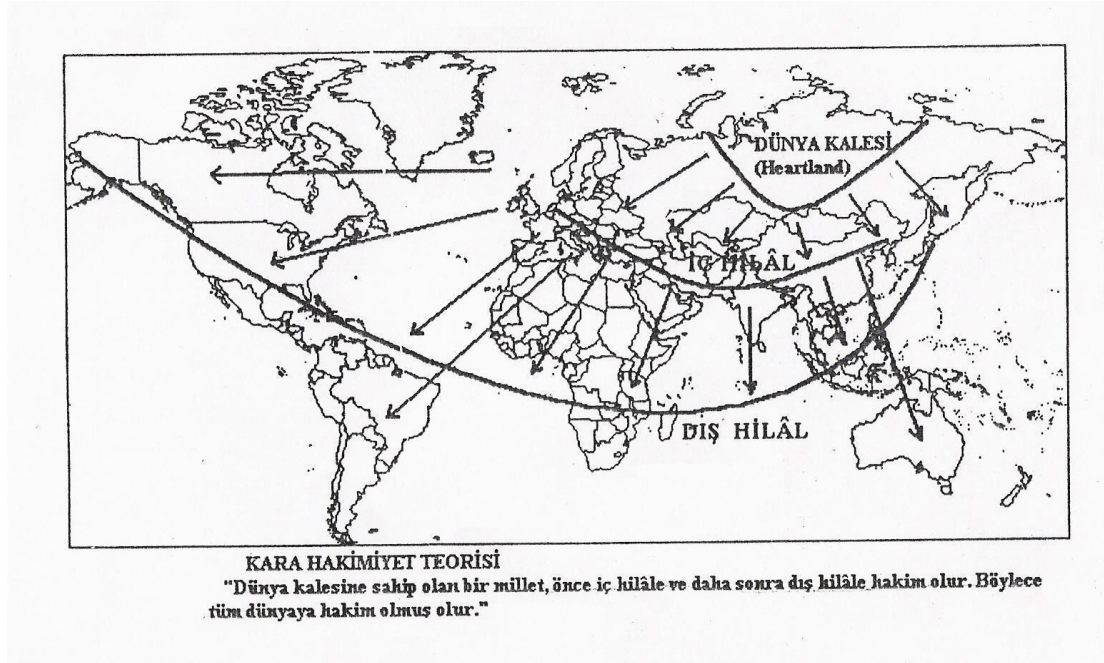 DÜNYA KALESİ
(Heartland)
İÇ HİLÂL
DIŞ HİLÂL
KARA HAKİMİYET TEORİSİ
"Dünya kalesine sahip olan bir millet, önce iç hilâle ve daha sonra dış hilâle hakim olur. Böylece
tüm dünyaya hakim olmuş olur."